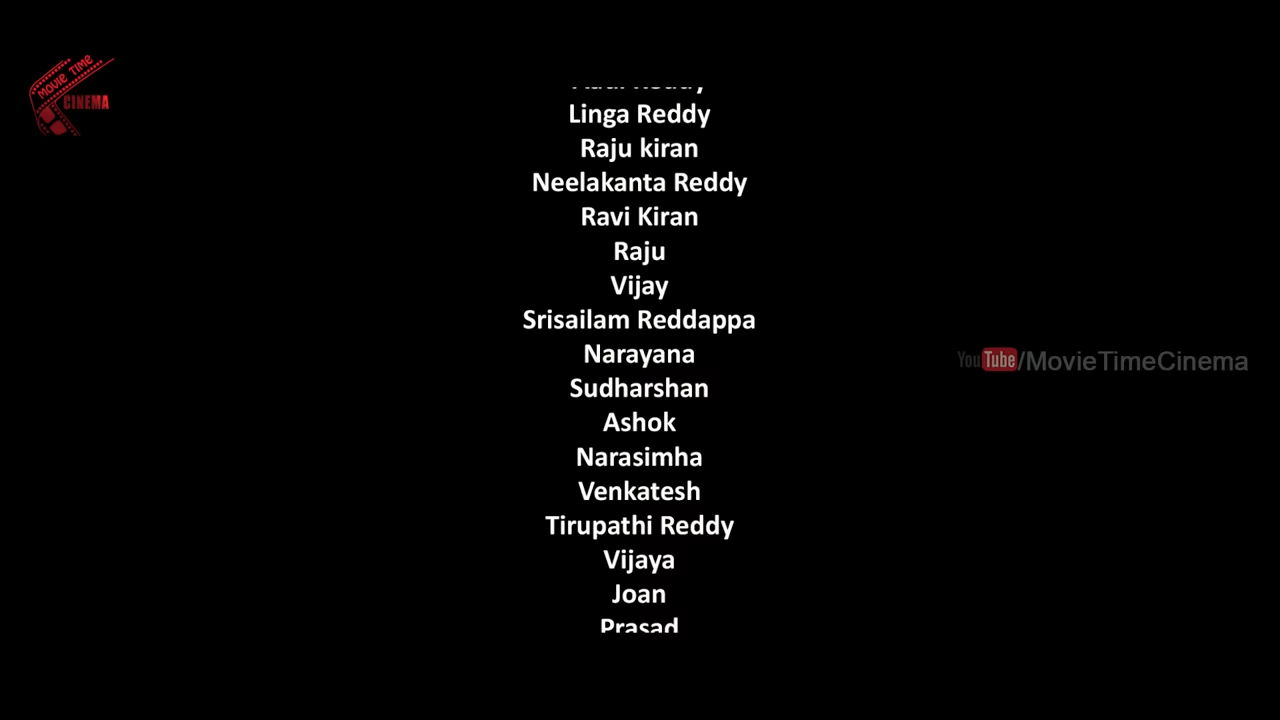 MOVIE TIME
CINEMA
Reddy
Linga Reddy
Raju kiran
Neelakanta Reddy
Ravi Kiran
Raju
Vijay
Srisailam Reddappa
Narayana
Sudharshan
Ashok
Narasimha
Venkatesh
Tirupathi Reddy
Vijaya
Joan
Prasad
YouTube/MovieTimeCinema